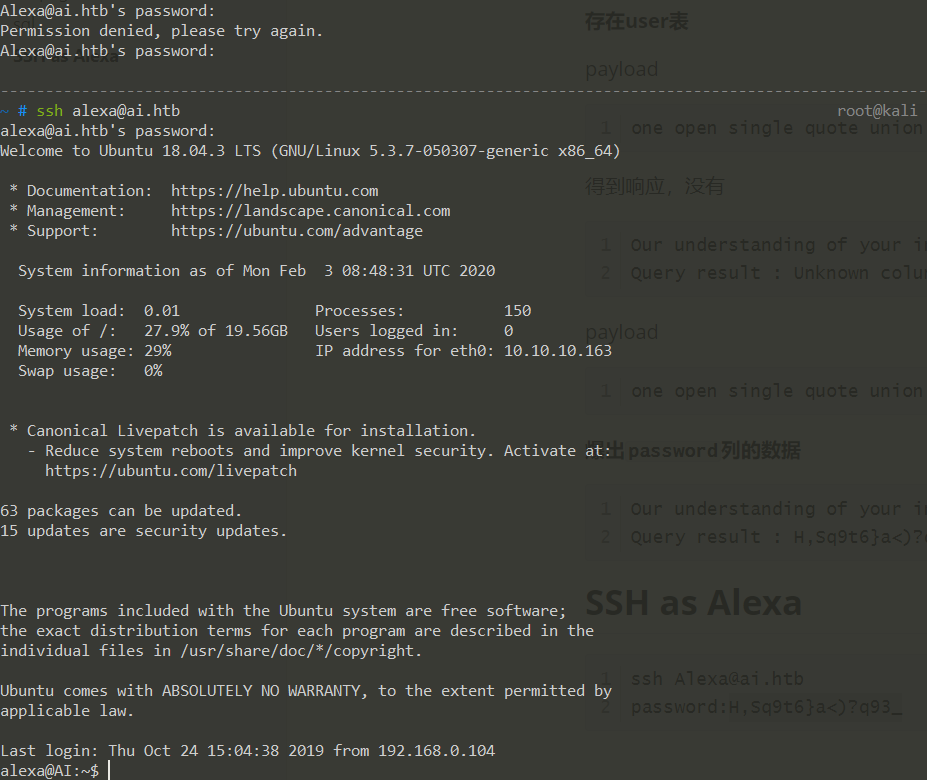 Alexa@ai.htb's password:
Permission denied, please try again.
Alexa@ai.htb's password:
SSH as Alexa
~ # ssh alexa@ai.htb root@kali
alexa@ai.htb's password:
Welcome to Ubuntu 18.04.3 LTS (GNU/Linux 5.3.7-050307-generic x86_64)
* Documentation: https://help.ubuntu.com
* Management: https://landscape.canonical.com
* Support: https://ubuntu.com/advantage
System information as of Mon Feb 3 08:48:31 UTC 2020
System load: 0.01 Processes: 150
Usage of /: 27.9% of 19.56GB Users logged in: 0
Memory usage: 29% IP address for eth0: 10.10.10.163
Swap usage: 0%
* Canonical Livepatch is available for installation.
- Reduce system reboots and improve kernel security. Activate at:
https://ubuntu.com/livepatch
63 packages can be updated.
15 updates are security updates.
The programs included with the Ubuntu system are free software;
the exact distribution terms for each program are described in the
individual files in /usr/share/doc/*/copyright.
Ubuntu comes with ABSOLUTELY NO WARRANTY, to the extent permitted by
applicable law.
Last login: Thu Oct 24 15:04:38 2019 from 192.168.0.104
alexa@AI:~$
存在user表
payload
1 one open single quote union
得到响应，没有
1 Our understanding of your
2 Query result : Unknown
payload
1 one open single quote union
password列的数据
1 Our understanding of your
2 Query result : H,Sq9t6}a<)?
SSH as Alexa
1 ssh Alexa@ai.htb
2 password:H,Sq9t6}a<)?q93_